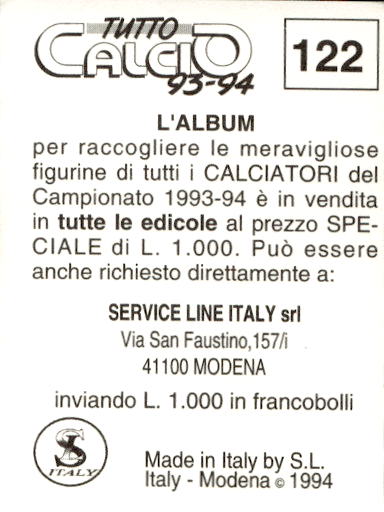 TUTTO
CALCIO
93-94
122
L'ALBUM
per raccogliere le meravigliose
figurine di tutti i CALCIATORI del
Campionato 1993-94 è in vendita
in tutte le edicole al prezzo SPE-
CIALE di L. 1.000. Può essere
anche richiesto direttamente a:
SERVICE LINE ITALY srl
Via San Faustino,157/i
41100 MODENA
inviando L. 1.000 in francobolli
SL
ITALY
Made in Italy by S.L.
Italy - Modena © 1994